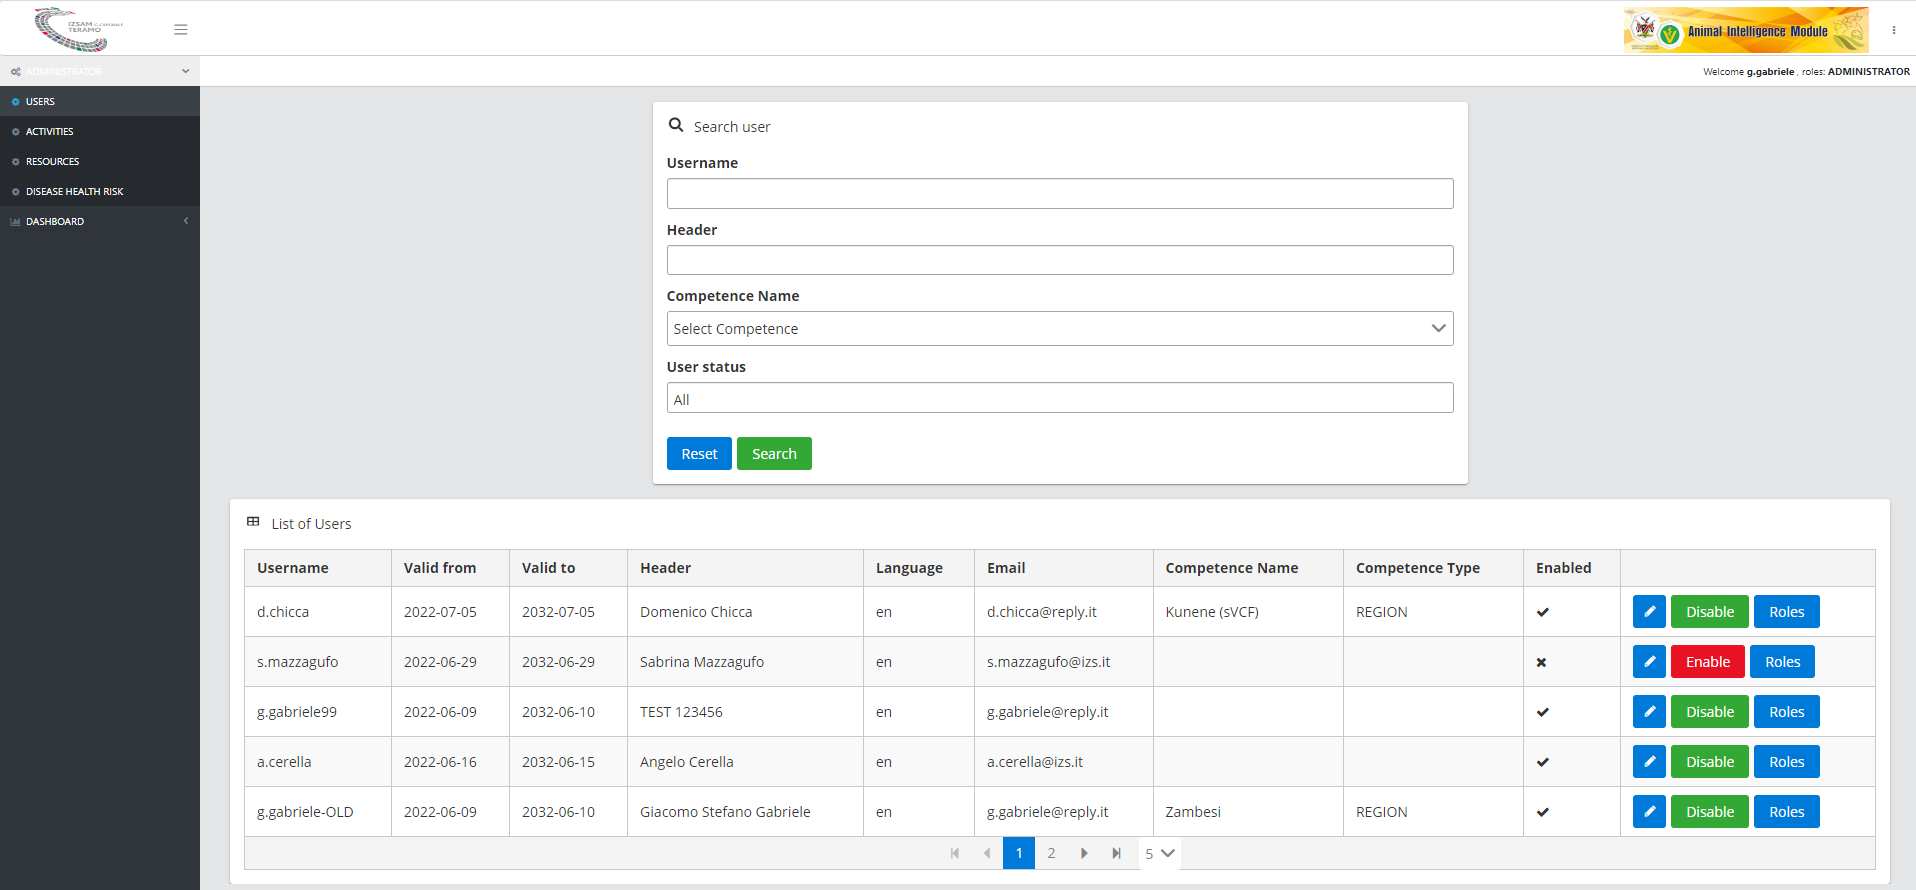 IZSAM G. CAPORALE
TERAMO
Animal Intelligence Module
ADMINISTRATOR
Welcome g.gabriele , roles: ADMINISTRATOR
USERS
ACTIVITIES
RESOURCES
DISEASE HEALTH RISK
DASHBOARD
Search user
Username
Header
Competence Name
Select Competence
User status
All
Reset Search
List of Users
Username Valid from Valid to Header Language Email Competence Name Competence Type Enabled
d.chicca 2022-07-05 2032-07-05 Domenico Chicca en d.chicca@reply.it Kunene (sVCF) REGION Disable Roles
s.mazzagufo 2022-06-29 2032-06-29 Sabrina Mazzagufo en s.mazzagufo@izs.it Enable Roles
g.gabriele99 2022-06-09 2032-06-10 TEST 123456 en g.gabriele@reply.it Disable Roles
a.cerella 2022-06-16 2032-06-15 Angelo Cerella en a.cerella@izs.it Disable Roles
g.gabriele-OLD 2022-06-09 2032-06-10 Giacomo Stefano Gabriele en g.gabriele@reply.it Zambesi REGION Disable Roles
1 2 5